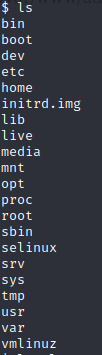 $ ls
bin
boot
dev
etc
home
initrd.img
lib
live
media
mnt
opt
proc
root
sbin
selinux
srv
sys
tmp
usr
var
vmlinuz